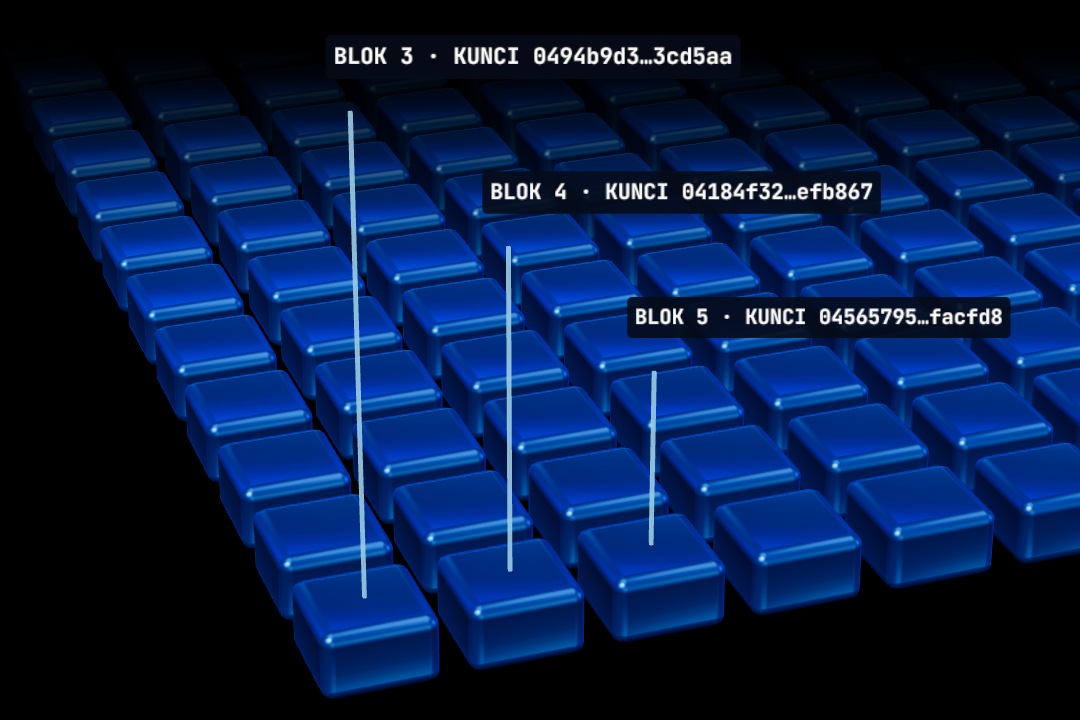 BLOK 3 · KUNCI 0494b9d3…3cd5aa
BLOK 4 · KUNCI 04184f32…efb867
BLOK 5 · KUNCI 04565795…facfd8